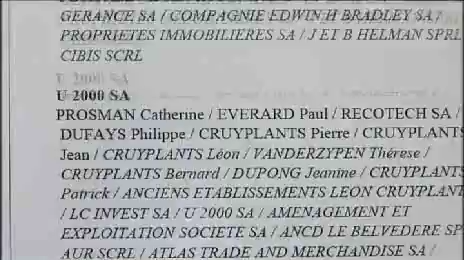 GERANCE SA / COMPAGNIE EDWIN H BRADLEY SA /
PROPRIETES IMMOBILIERES SA / J ET B HELMAN SPRL
CIBIS SCRL
U 2000 SA
U 2000 SA
PROSMAN Catherine / EVERARD Paul / RECOTECH SA /
DUFAYS Philippe / CRUYPLANTS Pierre / CRUYPLANTS
Jean / CRUYPLANTS Léon / VANDERZYPEN Thérèse /
CRUYPLANTS Bernard / DUPONG Jeanine / CRUYPLANTS
Patrick / ANCIENS ETABLISSEMENTS LEON CRUYPLANT
/ LC INVEST SA / U 2000 SA / AMENAGEMENT ET
EXPLOITATION SOCIETE SA / ANCD LE BELVEDERE SP
AUR SCRL / ATLAS TRADE AND MERCHANDISE SA /